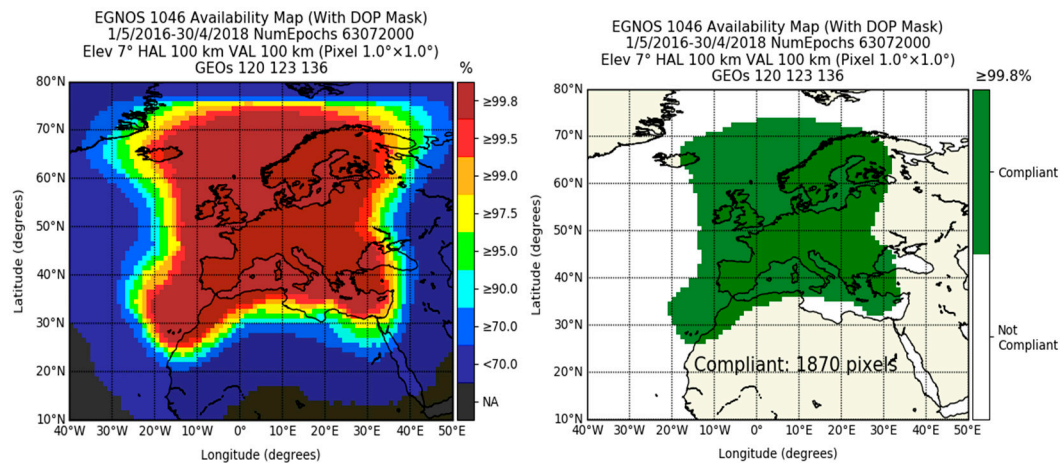 EGNOS 1046 Availability Map (With DOP Mask)
1/5/2016-30/4/2018 NumEpochs 63072000
Elev 7° HAL 100 km VAL 100 km (Pixel 1.0°×1.0°)
GEOs 120 123 136
%
80°N
70°N
60°N
50°N
40°N
30°N
20°N
10°N
Latitude (degrees)
40°W 30°W 20°W 10°W 0° 10°E 20°E 30°E 40°E 50°E
Longitude (degrees)
≥99.8
≥99.5
≥99.0
≥97.5
≥95.0
≥90.0
≥70.0
<70.0
NA
EGNOS 1046 Availability Map (With DOP Mask)
1/5/2016-30/4/2018 NumEpochs 63072000
Elev 7° HAL 100 km VAL 100 km (Pixel 1.0°×1.0°)
GEOs 120 123 136
≥99.8%
80°N
70°N
60°N
50°N
40°N
30°N
20°N
10°N
Latitude (degrees)
Compliant: 1870 pixels
40°W 30°W 20°W 10°W 0° 10°E 20°E 30°E 40°E 50°E
Longitude (degrees)
Compliant
Not
Compliant